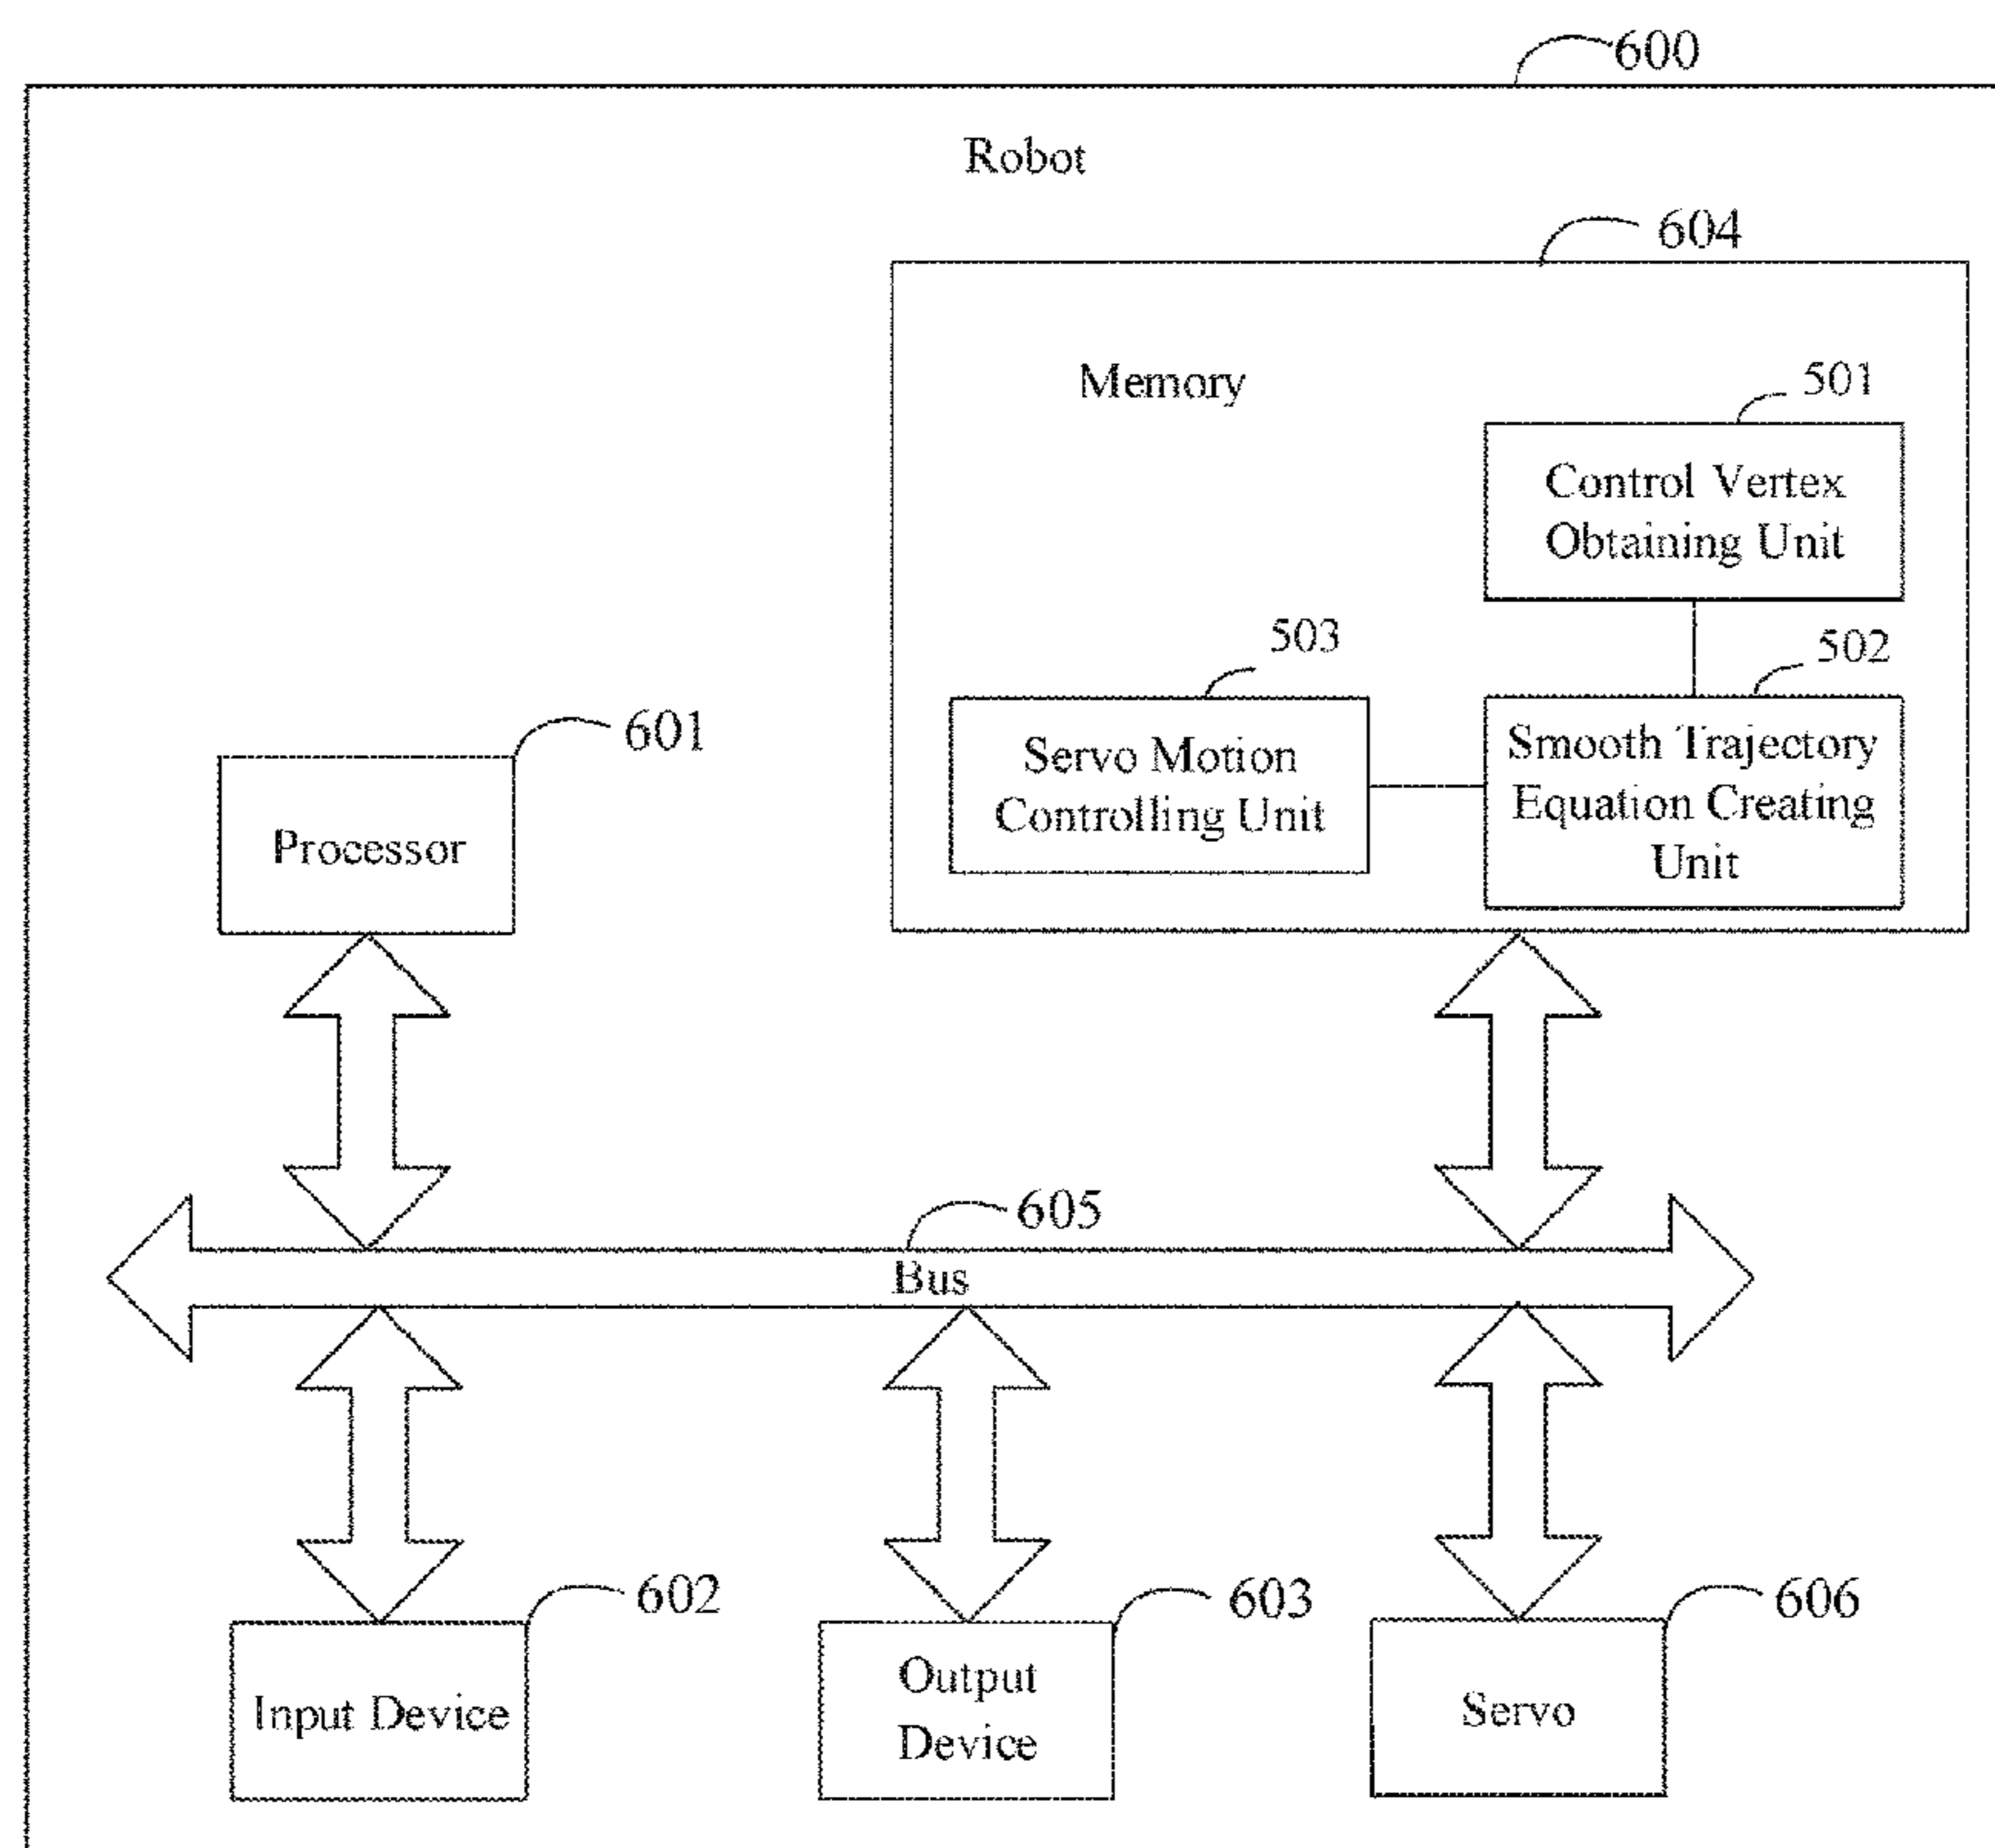 600
Robot
604
Memory
501
Control Vertex
Obtaining Unit
503
502
Servo Motion
Controlling Unit
Smooth Trajectory
Equation Creating
Unit
601
Processor
605
Bus
602
Input Device
603
Output
Device
606
Servo